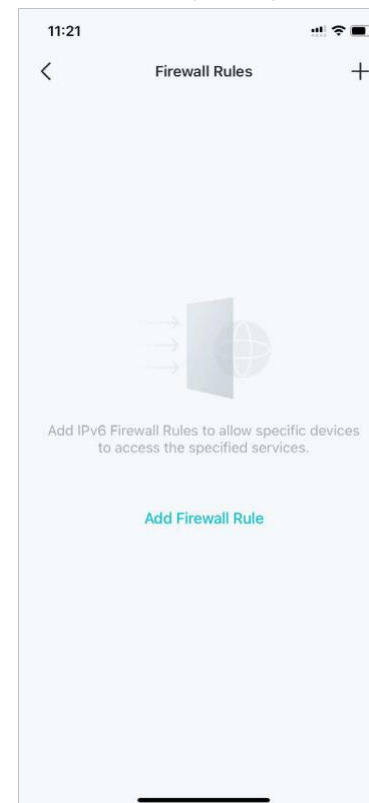 11:21
Firewall Rules
Add IPv6 Firewall Rules to allow specific devices
to access the specified services.
Add Firewall Rule